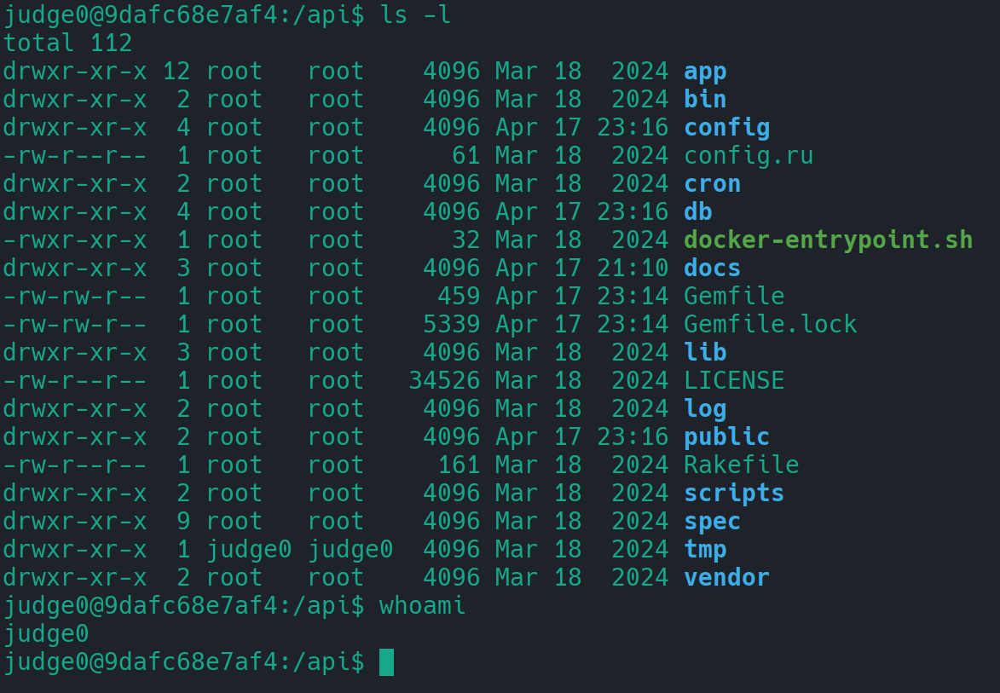 judge0@9dafc68e7af4:/api$ ls -l
total 112
drwxr-xr-x 12 root   root    4096 Mar 18  2024 app
drwxr-xr-x  2 root   root    4096 Mar 18  2024 bin
drwxr-xr-x  4 root   root    4096 Apr 17 23:16 config
-rw-r--r--  1 root   root      61 Mar 18  2024 config.ru
drwxr-xr-x  2 root   root    4096 Mar 18  2024 cron
drwxr-xr-x  4 root   root    4096 Apr 17 23:16 db
-rwxr-xr-x  1 root   root      32 Mar 18  2024 docker-entrypoint.sh
drwxr-xr-x  3 root   root    4096 Apr 17 21:10 docs
-rw-rw-r--  1 root   root     459 Apr 17 23:14 Gemfile
-rw-rw-r--  1 root   root    5339 Apr 17 23:14 Gemfile.lock
drwxr-xr-x  3 root   root    4096 Mar 18  2024 lib
-rw-r--r--  1 root   root   34526 Mar 18  2024 LICENSE
drwxr-xr-x  2 root   root    4096 Mar 18  2024 log
drwxr-xr-x  2 root   root    4096 Apr 17 23:16 public
-rw-r--r--  1 root   root     161 Mar 18  2024 Rakefile
drwxr-xr-x  2 root   root    4096 Mar 18  2024 scripts
drwxr-xr-x  9 root   root    4096 Mar 18  2024 spec
drwxr-xr-x  1 judge0 judge0  4096 Mar 18  2024 tmp
drwxr-xr-x  2 root   root    4096 Mar 18  2024 vendor
judge0@9dafc68e7af4:/api$ whoami
judge0
judge0@9dafc68e7af4:/api$